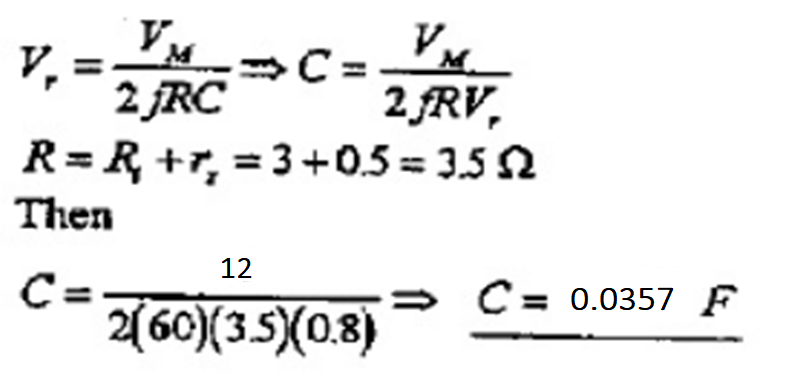 V_r = V_M / 2fRC ⇒ C = V_M / 2fRV_r
R = R_i + r_z = 3 + 0.5 = 3.5 Ω
Then
C = 12 / 2(60)(3.5)(0.8) ⇒ C = 0.0357 F